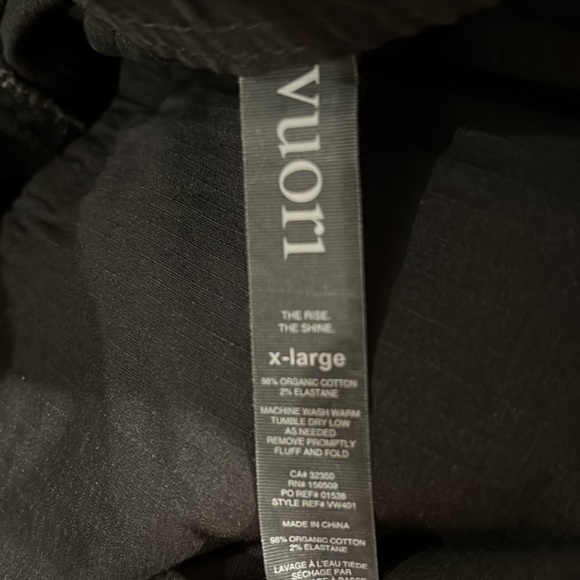 vuori
THE RISE.
THE SHINE.
x-large
98% ORGANIC COTTON
2% ELASTANE
MACHINE WASH WARM
TUMBLE DRY LOW
AS NEEDED
REMOVE PROMPTLY
FLUFF AND FOLD
CA# 32350
RN# 156509
PO REF# 01538
STYLE REF# VW401
MADE IN CHINA
98% ORGANIC COTTON
2% ELASTANE
LAVAGE À L'EAU TIÈDE
SÉCHAGE PAR